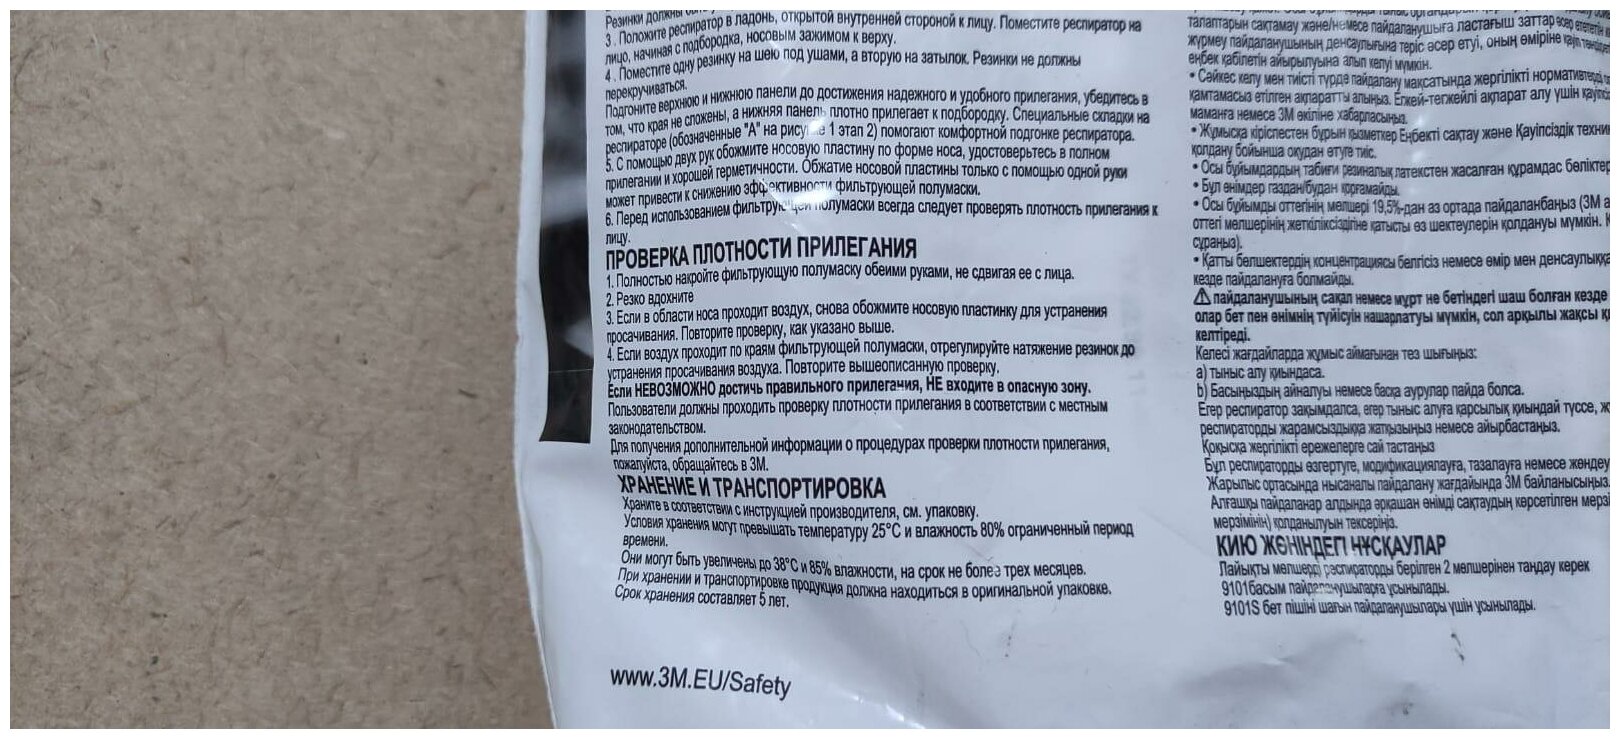 Резинки должны
3 . Положите респиратор в ладонь, открытой внутренней стороной к лицу. Поместите респиратор на
лицо, начиная с подбородка, носовым зажимом к верху.
4 . Поместите одну резинку на шею под ушами, а вторую на затылок. Резинки не должны
перекручиваться.
Подгоните верхнюю и нижнюю панели до достижения надежного и удобного прилегания, убедитесь в
том, что края не сложены, а нижняя панель плотно прилегает к подбородку. Специальные складки на
респираторе (обозначенные "А" на рисунке 1 этап 2) помогают комфортной подгонке респиратора.
5. С помощью двух рук обожмите носовую пластину по форме носа, удостоверьтесь в полном
прилегании и хорошей герметичности. Обжатие носовой пластины только с помощью одной руки
может привести к снижению эффективности фильтрующей полумаски.
6. Перед использованием фильтрующей полумаски всегда следует проверять плотность прилегания к
лицу.
ПРОВЕРКА ПЛОТНОСТИ ПРИЛЕГАНИЯ
1. Полностью накройте фильтрующую полумаску обеими руками, не сдвигая ее с лица.
2. Резко вдохните
3. Если в области носа проходит воздух, снова обожмите носовую пластинку для устранения
просачивания. Повторите проверку, как указано выше.
4. Если воздух проходит по краям фильтрующей полумаски, отрегулируйте натяжение резинок до
устранения просачивания воздуха. Повторите вышеописанную проверку.
Если НЕВОЗМОЖНО достичь правильного прилегания, НЕ входите в опасную зону.
Пользователи должны проходить проверку плотности прилегания в соответствии с местным
законодательством.
Для получения дополнительной информации о процедурах проверки плотности прилегания,
пожалуйста, обращайтесь в 3М.
ХРАНЕНИЕ И ТРАНСПОРТИРОВКА
Храните в соответствии с инструкцией производителя, см. упаковку.
Условия хранения могут превышать температуру 25°C и влажность 80% ограниченный период
времени.
Они могут быть увеличены до 38°C и 85% влажности, на срок не более трех месяцев.
При хранении и транспортировке продукция должна находиться в оригинальной упаковке.
Срок хранения составляет 5 лет.
www.3M.EU/Safety
талаптарын сақтамау және/немесе пайдаланушыға ластағыш заттар әсер ететін
жүрмеу пайдаланушының денсаулығына теріс әсер етуі, оның өміріне қауіп
еңбек қабілетін айырылуына алып келуі мүмкін.
• Сәйкес келу мен тиісті түрде пайдалану мақсатында жергілікті нормативтерді
қамтамасыз етілген ақпаратты алыңыз. Егжей-тегжейлі ақпарат алу үшін қауіпсіз
маманға немесе 3М өкіліне хабарласыңыз.
• Жұмысқа кіріспестен бұрын қызметкер Еңбекті сақтау және Қауіпсіздік техни
қолдану бойынша оқудан өтуге тиіс.
• Осы бұйымдардың табиғи резиналық латекстен жасалған құрамдас бөліктер
• Бұл өнімдер газдан/будан қорғамайды.
• Осы бұйымды оттегінің мөлшері 19,5%-дан аз ортада пайдаланбаңыз (3М а
оттегі мөлшерінің жеткіліксіздігіне қатысты өз шектеулерін қолдануы мүмкін.
сұраңыз).
• Қатты бөлшектердің концентрациясы белгісіз немесе өмір мен денсаулыққа
кезде пайдалануға болмайды.
⚠ пайдаланушының сақал немесе мұрт не бетіндегі шаш болған кезде
олар бет пен өнімнің түйісуін нашарлатуы мүмкін, сол арқылы жақсы қ
келтіреді.
Келесі жағдайларда жұмыс аймағынан тез шығыңыз:
а) тыныс алу қиындаса.
b) Басыңыздың айналуы немесе басқа аурулар пайда болса.
Егер респиратор зақымдалса, егер тыныс алуға қарсылық қиындай түссе, ж
респираторды жарамсыздыққа жатқызыңыз немесе айырбастаңыз.
Қоқысқа жергілікті ережелерге сай тастаңыз
Бұл респираторды өзгертуге, модификациялауға, тазалауға немесе жөндеу
Жарылыс ортасында нысаналы пайдалану жағдайында 3М байланысыңыз.
Алғашқы пайдаланар алдында әрқашан өнімді сақтаудың көрсетілген мерзі
мерзімінің) қолданылуын тексеріңіз.
КИЮ ЖӨНІНДЕГІ НҰСҚАУЛАР
Лайықты мөлшерді респираторды берілген 2 мөлшерінен таңдау керек
9101басым пайдаланушыларға ұсынылады.
9101S бет пішіні шағын пайдаланушылары үшін ұсынылады.